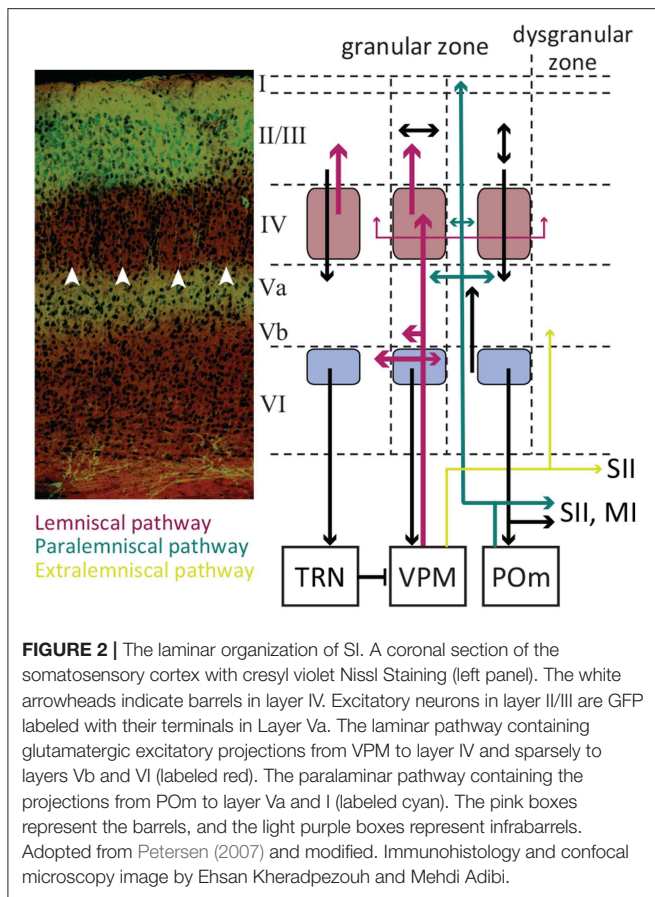 granular zone
dysgranular
zone
I
II/III
IV
Va
Vb
VI
SII
SII, MI
Lemniscal pathway
Paralemniscal pathway
Extralemniscal pathway
TRN
VPM
POm
FIGURE 2 | The laminar organization of SI. A coronal section of the
somatosensory cortex with cresyl violet Nissl Staining (left panel). The white
arrowheads indicate barrels in layer IV. Excitatory neurons in layer II/III are GFP
labeled with their terminals in Layer Va. The laminar pathway containing
glutamatergic excitatory projections from VPM to layer IV and sparsely to
layers Vb and VI (labeled red). The paralaminar pathway containing the
projections from POm to layer Va and I (labeled cyan). The pink boxes
represent the barrels, and the light purple boxes represent infrabarrels.
Adopted from Petersen (2007) and modified. Immunohistology and confocal
microscopy image by Ehsan Kheradpezouh and Mehdi Adibi.